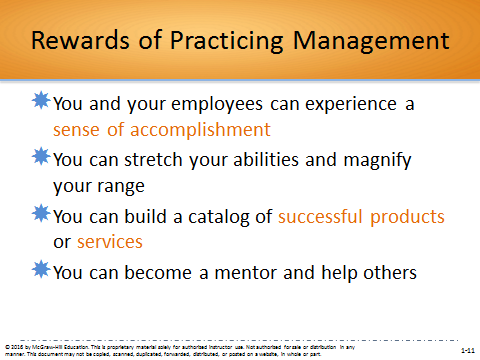 Rewards of Practicing Management
You and your employees can experience a
sense of accomplishment
You can stretch your abilities and magnify
your range
You can build a catalog of successful products
or services
You can become a mentor and help others
© 2016 by McGraw-Hill Education. This is proprietary material solely for authorized instructor use. Not authorized for sale or distribution in any
manner. This document may not be copied, scanned, duplicated, forwarded, distributed, or posted on a website, in whole or part.
1-11